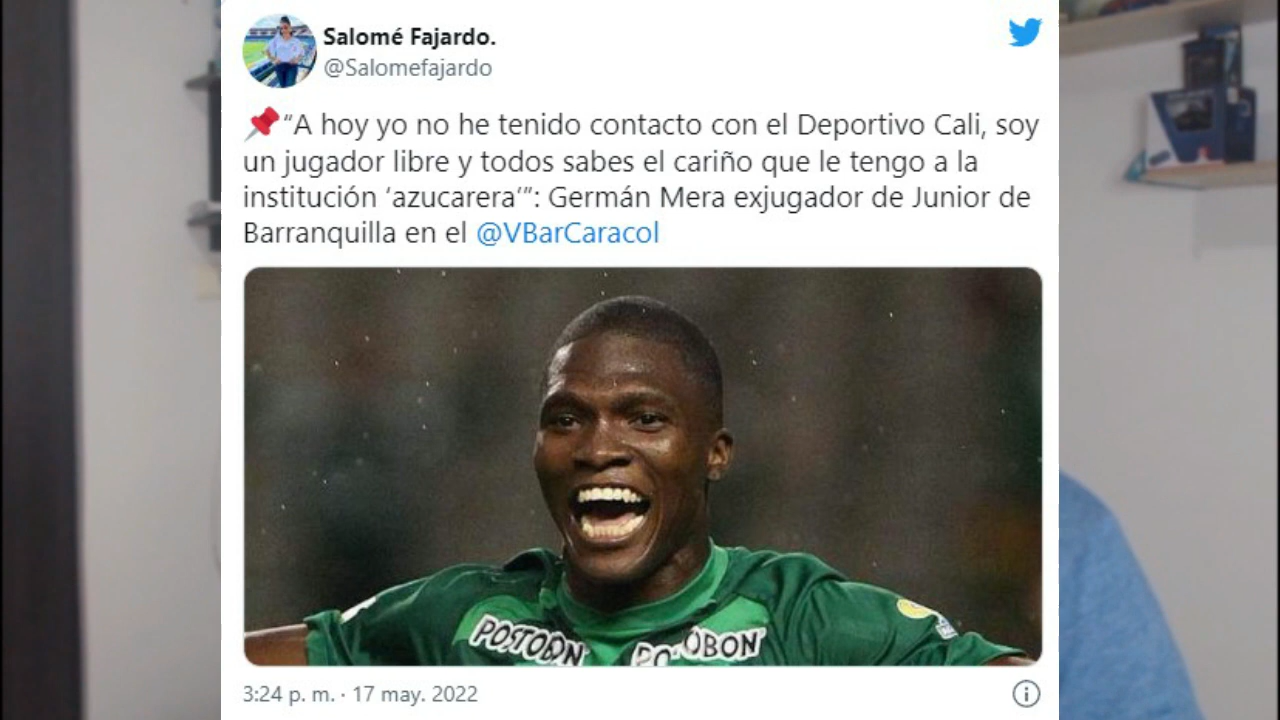 Salomé Fajardo.
@Salomefajardo
“A hoy yo no he tenido contacto con el Deportivo Cali, soy
un jugador libre y todos sabes el cariño que le tengo a la
institución ‘azucarera’”: Germán Mera exjugador de Junior de
Barranquilla en el @VBarCaracol
POSTOBON
POSTOBON
3:24 p. m. · 17 may. 2022